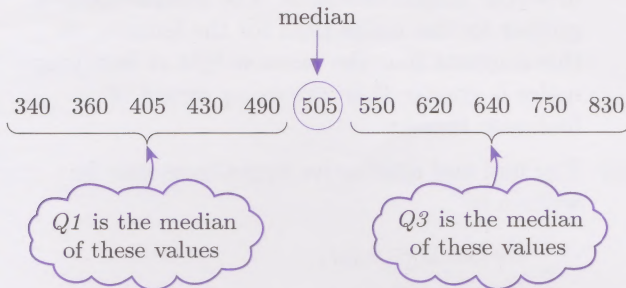 median
340 360 405 430 490 505 550 620 640 750 830
Q1 is the median
of these values
Q3 is the median
of these values